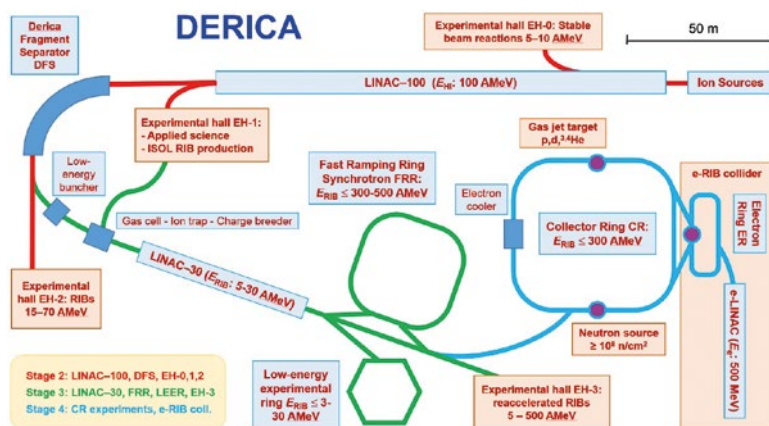 DERICA
Derica
Fragment
Separator
DFS
Experimental hall EH-0: Stable
beam reactions 5–10 AMeV
50 m
LINAC–100 (EHI: 100 AMeV)
Ion Sources
Experimental hall EH-1:
- Applied science
- ISOL RIB production
Low-
energy
buncher
Gas cell - Ion trap - Charge breeder
Fast Ramping Ring
Synchrotron FRR:
ERIB ≤ 300-500 AMeV
Gas jet target
p,d,3,4He
e-RIB collider
Electron
cooler
Collector Ring CR:
ERIB ≤ 300 AMeV
Electron
Ring ER
LINAC–30 (ERIB: 5-30 AMeV)
Experimental
hall EH-2: RIBs
15–70 AMeV
Neutron source
e-LINAC (Ee: 500 MeV)
Stage 2: LINAC–100, DFS, EH-0,1,2
Stage 3: LINAC–30, FRR, LEER, EH-3
Stage 4: CR experiments, e-RIB coll.
Low-energy
experimental
ring ERIB ≤ 3-
30 AMeV
Experimental hall EH-3:
reaccelerated RIBs
5 – 500 AMeV